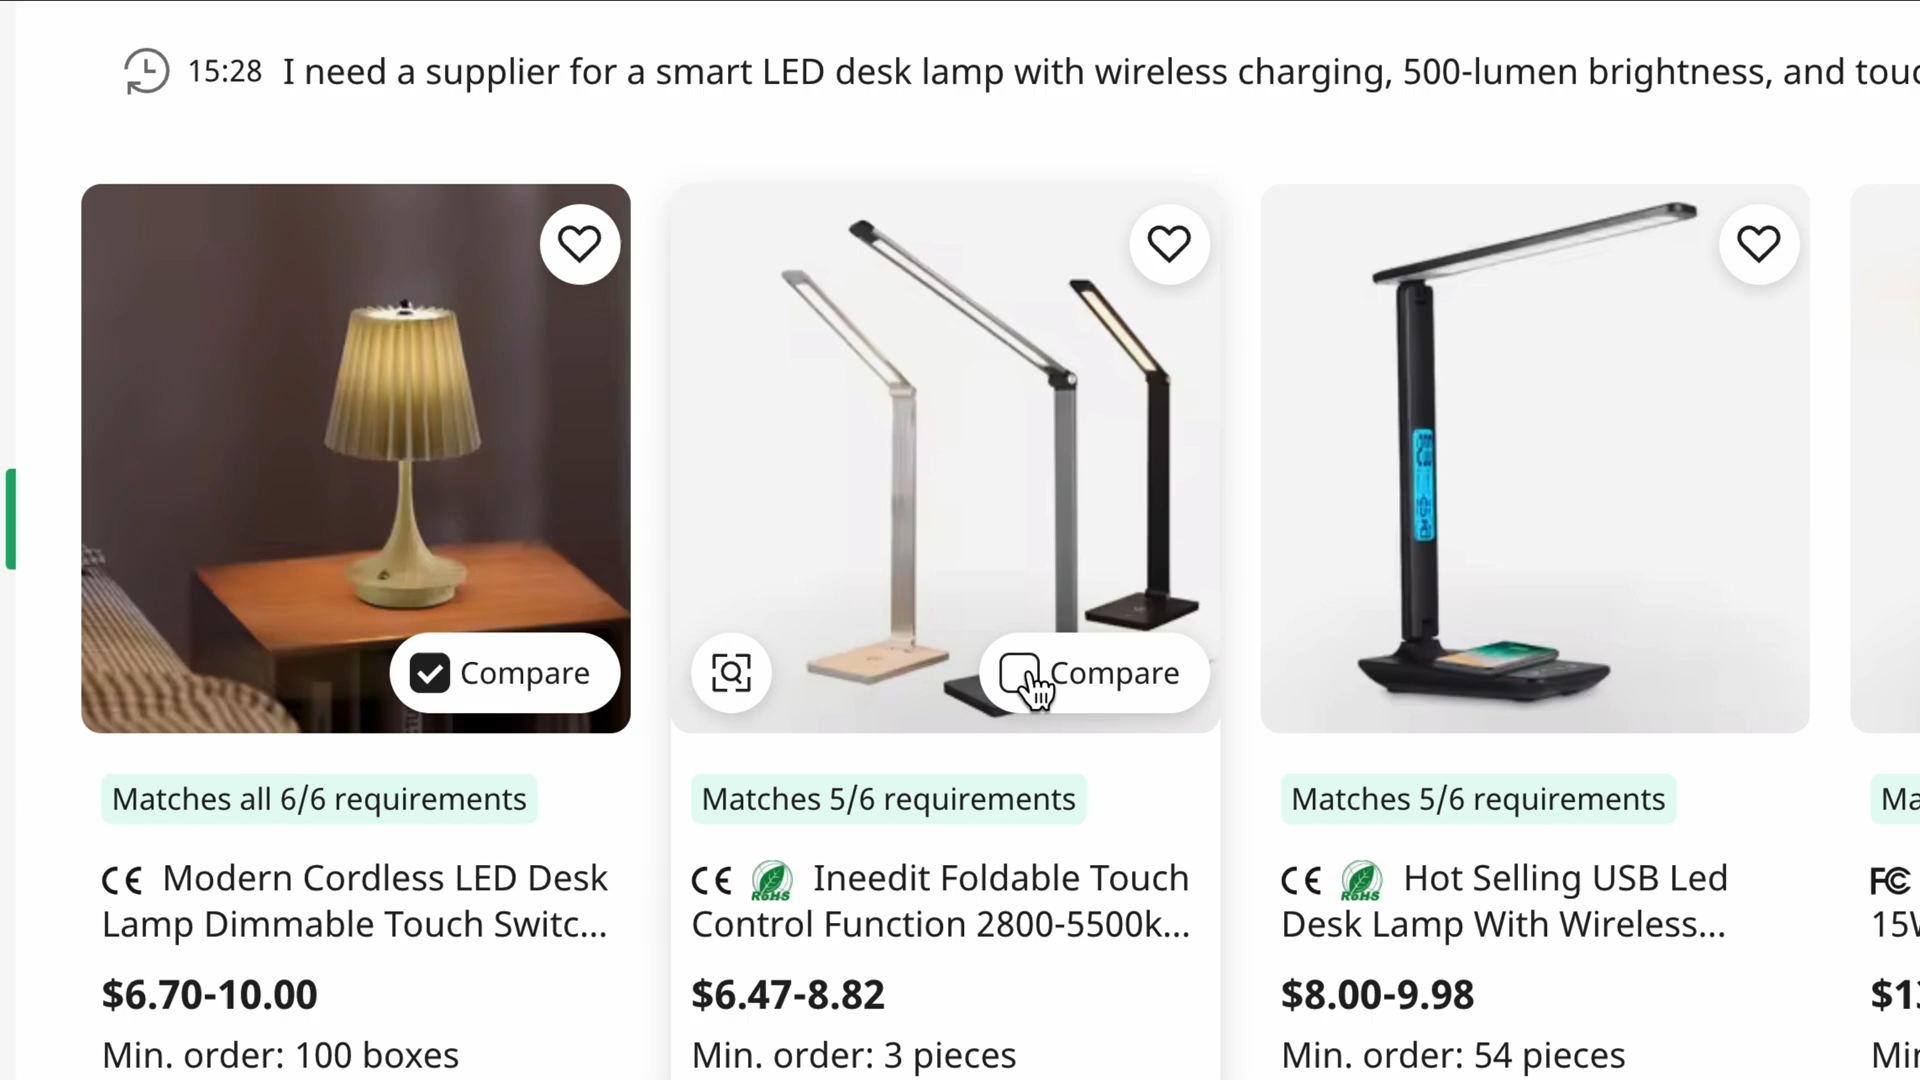 15:28 I need a supplier for a smart LED desk lamp with wireless charging, 500-lumen brightness, and touc
Compare
Compare
Matches all 6/6 requirements
CE Modern Cordless LED Desk
Lamp Dimmable Touch Switc...
$6.70-10.00
Min. order: 100 boxes
Matches 5/6 requirements
CE RoHS Ineedit Foldable Touch
Control Function 2800-5500k...
$6.47-8.82
Min. order: 3 pieces
Matches 5/6 requirements
CE RoHS Hot Selling USB Led
Desk Lamp With Wireless...
$8.00-9.98
Min. order: 54 pieces
Ma
FC
15W
$13
Min